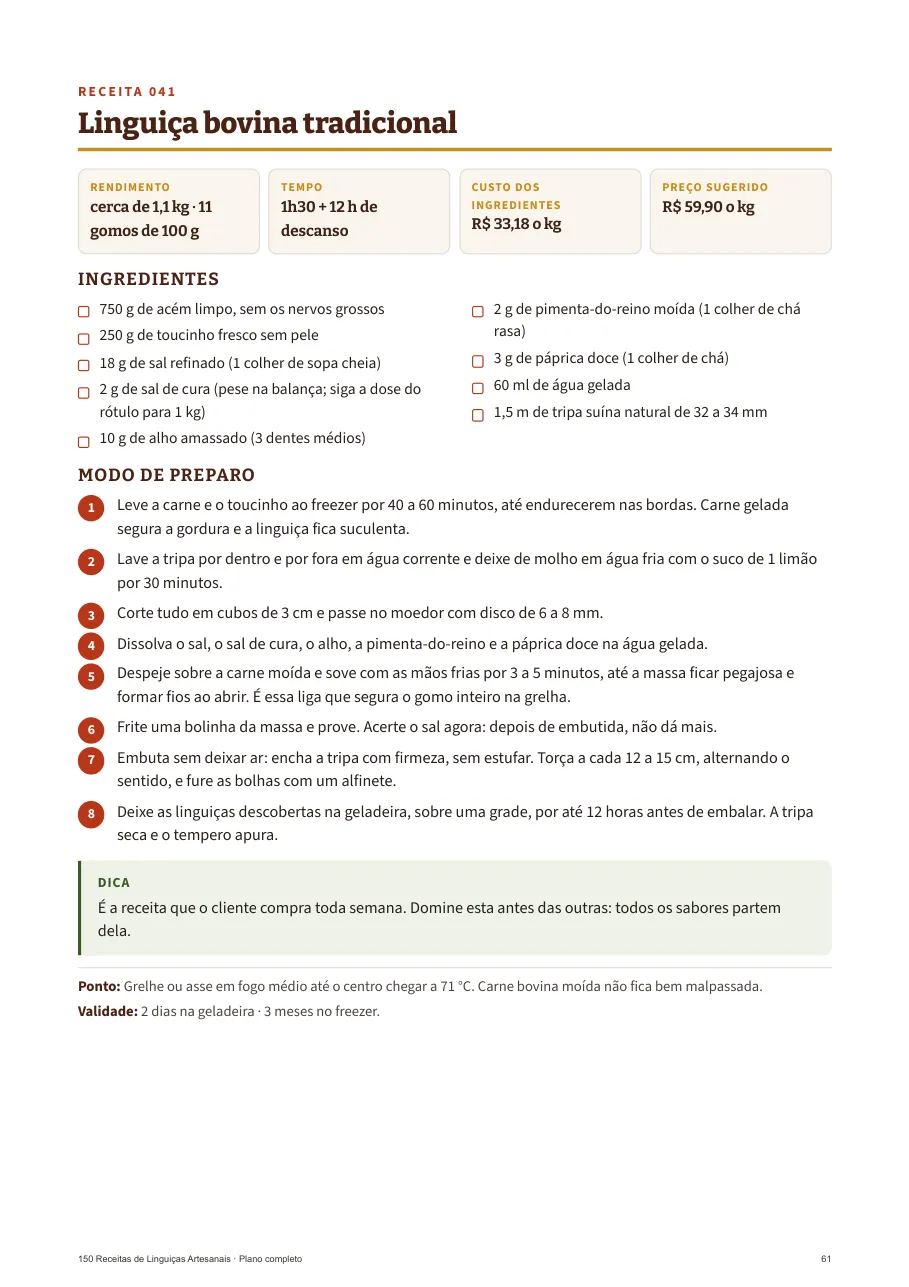 RECEITA 041
Linguiça bovina tradicional
RENDIMENTO
cerca de 1,1 kg · 11
gomos de 100 g
TEMPO
1h30 + 12 h de
descanso
CUSTO DOS
INGREDIENTES
R$ 33,18 o kg
PREÇO SUGERIDO
R$ 59,90 o kg
INGREDIENTES
750 g de acém limpo, sem os nervos grossos
250 g de toucinho fresco sem pele
18 g de sal refinado (1 colher de sopa cheia)
2 g de sal de cura (pese na balança; siga a dose do
rótulo para 1 kg)
10 g de alho amassado (3 dentes médios)
2 g de pimenta-do-reino moída (1 colher de chá
rasa)
3 g de páprica doce (1 colher de chá)
60 ml de água gelada
1,5 m de tripa suína natural de 32 a 34 mm
MODO DE PREPARO
1 Leve a carne e o toucinho ao freezer por 40 a 60 minutos, até endurecerem nas bordas. Carne gelada
segura a gordura e a linguiça fica suculenta.
2 Lave a tripa por dentro e por fora em água corrente e deixe de molho em água fria com o suco de 1 limão
por 30 minutos.
3 Corte tudo em cubos de 3 cm e passe no moedor com disco de 6 a 8 mm.
4 Dissolva o sal, o sal de cura, o alho, a pimenta-do-reino e a páprica doce na água gelada.
5 Despeje sobre a carne moída e sove com as mãos frias por 3 a 5 minutos, até a massa ficar pegajosa e
formar fios ao abrir. É essa liga que segura o gomo inteiro na grelha.
6 Frite uma bolinha da massa e prove. Acerte o sal agora: depois de embutida, não dá mais.
7 Embuta sem deixar ar: encha a tripa com firmeza, sem estufar. Torça a cada 12 a 15 cm, alternando o
sentido, e fure as bolhas com um alfinete.
8 Deixe as linguiças descobertas na geladeira, sobre uma grade, por até 12 horas antes de embalar. A tripa
seca e o tempero apura.
DICA
É a receita que o cliente compra toda semana. Domine esta antes das outras: todos os sabores partem
dela.
Ponto: Grelhe ou asse em fogo médio até o centro chegar a 71 °C. Carne bovina moída não fica bem malpassada.
Validade: 2 dias na geladeira · 3 meses no freezer.
150 Receitas de Linguiças Artesanais · Plano completo
61